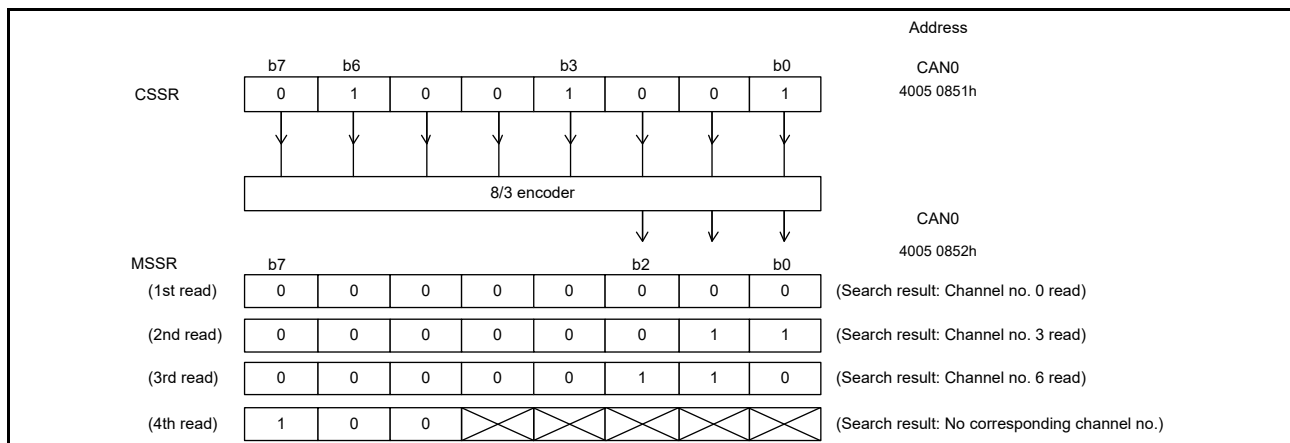 Address
b7 b6 b3 b0 CAN0
CSSR 0 1 0 0 1 0 0 1 4005 0851h
8/3 encoder
CAN0
4005 0852h
MSSR b7 b2 b0
(1st read) 0 0 0 0 0 0 0 0 (Search result: Channel no. 0 read)
(2nd read) 0 0 0 0 0 0 1 1 (Search result: Channel no. 3 read)
(3rd read) 0 0 0 0 0 1 1 0 (Search result: Channel no. 6 read)
(4th read) 1 0 0 (Search result: No corresponding channel no.)